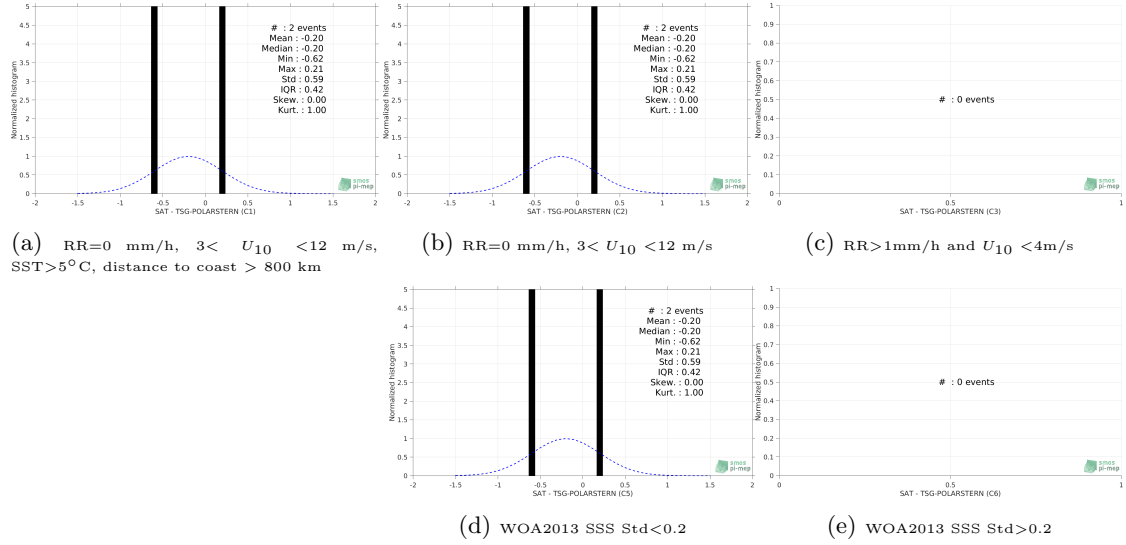 5
4.5
4
3.5
3
2.5
2
1.5
1
0.5
0
Normalized histogram
# : 2 events
Mean : -0.20
Median : -0.20
Min : -0.62
Max : 0.21
Std : 0.59
IQR : 0.42
Skew. : 0.00
Kurt. : 1.00
smos
pi-mep
-2 -1.5 -1 -0.5 0 0.5 1 1.5 2
SAT - TSG-POLARSTERN (C1)
(a) RR=0 mm/h, 3< U10 <12 m/s,
SST>5°C, distance to coast > 800 km
5
4.5
4
3.5
3
2.5
2
1.5
1
0.5
0
Normalized histogram
# : 2 events
Mean : -0.20
Median : -0.20
Min : -0.62
Max : 0.21
Std : 0.59
IQR : 0.42
Skew. : 0.00
Kurt. : 1.00
smos
pi-mep
-2 -1.5 -1 -0.5 0 0.5 1 1.5 2
SAT - TSG-POLARSTERN (C2)
(b) RR=0 mm/h, 3< U10 <12 m/s
1
0.9
0.8
0.7
0.6
0.5
0.4
0.3
0.2
0.1
0
Normalized histogram
# : 0 events
smos
pi-mep
0.5 1
SAT - TSG-POLARSTERN (C3)
(c) RR>1mm/h and U10 <4m/s
5
4.5
4
3.5
3
2.5
2
1.5
1
0.5
0
Normalized histogram
# : 2 events
Mean : -0.20
Median : -0.20
Min : -0.62
Max : 0.21
Std : 0.59
IQR : 0.42
Skew. : 0.00
Kurt. : 1.00
smos
pi-mep
-2 -1.5 -1 -0.5 0 0.5 1 1.5 2
SAT - TSG-POLARSTERN (C5)
(d) WOA2013 SSS Std<0.2
1
0.9
0.8
0.7
0.6
0.5
0.4
0.3
0.2
0.1
0
Normalized histogram
# : 0 events
smos
pi-mep
0.5 1
SAT - TSG-POLARSTERN (C6)
(e) WOA2013 SSS Std>0.2